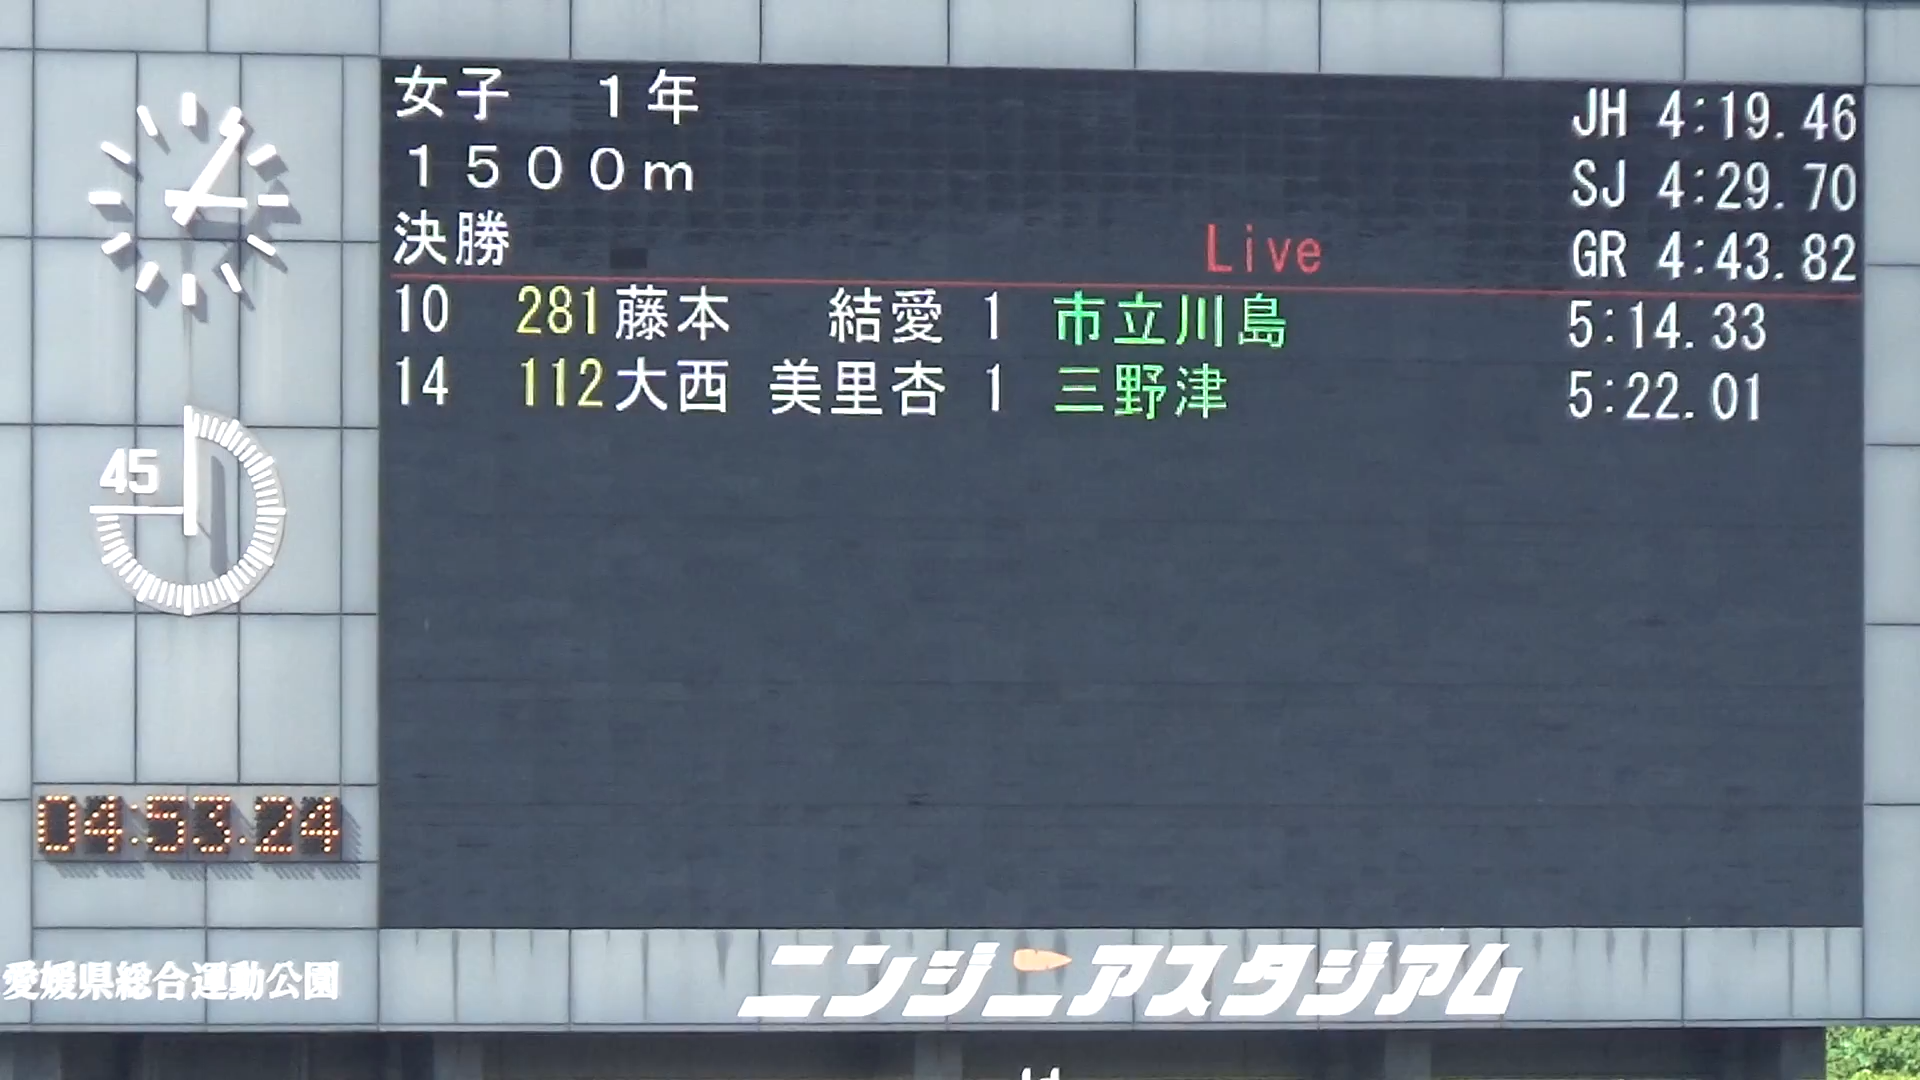 女子　１年
１５００ｍ
決勝
Live
JH 4:19.46
SJ 4:29.70
GR 4:43.82
10 281 藤本 結愛 1 市立川島 5:14.33
14 112 大西 美里杏 1 三野津 5:22.01
45
04:53.24
愛媛県総合運動公園
ニンジニアスタジアム